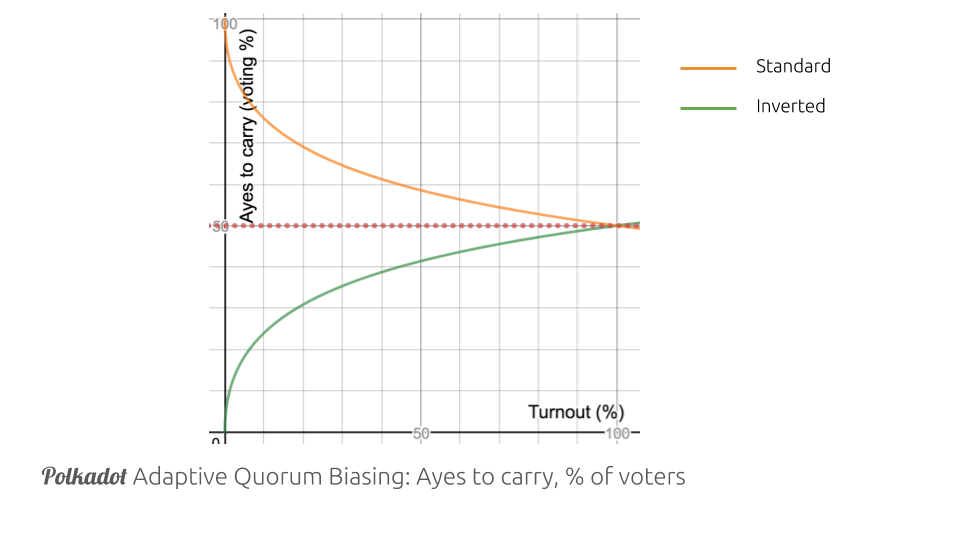 100
Ayes to carry (voting %)
Standard
Inverted
50
Turnout (%)
0
50
100
Polkadot Adaptive Quorum Biasing: Ayes to carry, % of voters